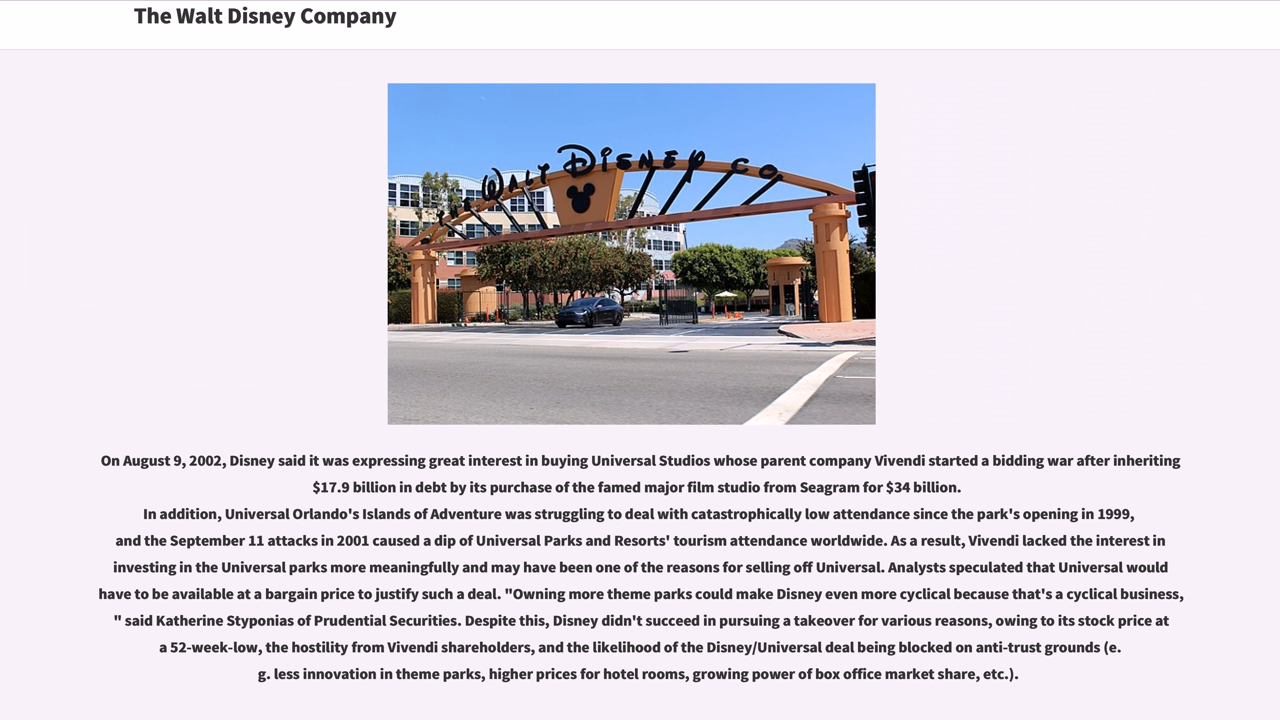 The Walt Disney Company
THE WALT DISNEY CO.
On August 9, 2002, Disney said it was expressing great interest in buying Universal Studios whose parent company Vivendi started a bidding war after inheriting
$17.9 billion in debt by its purchase of the famed major film studio from Seagram for $34 billion.
In addition, Universal Orlando's Islands of Adventure was struggling to deal with catastrophically low attendance since the park's opening in 1999,
and the September 11 attacks in 2001 caused a dip of Universal Parks and Resorts' tourism attendance worldwide. As a result, Vivendi lacked the interest in
investing in the Universal parks more meaningfully and may have been one of the reasons for selling off Universal. Analysts speculated that Universal would
have to be available at a bargain price to justify such a deal. "Owning more theme parks could make Disney even more cyclical because that's a cyclical business,
" said Katherine Styponias of Prudential Securities. Despite this, Disney didn't succeed in pursuing a takeover for various reasons, owing to its stock price at
a 52-week-low, the hostility from Vivendi shareholders, and the likelihood of the Disney/Universal deal being blocked on anti-trust grounds (e.
g. less innovation in theme parks, higher prices for hotel rooms, growing power of box office market share, etc.).